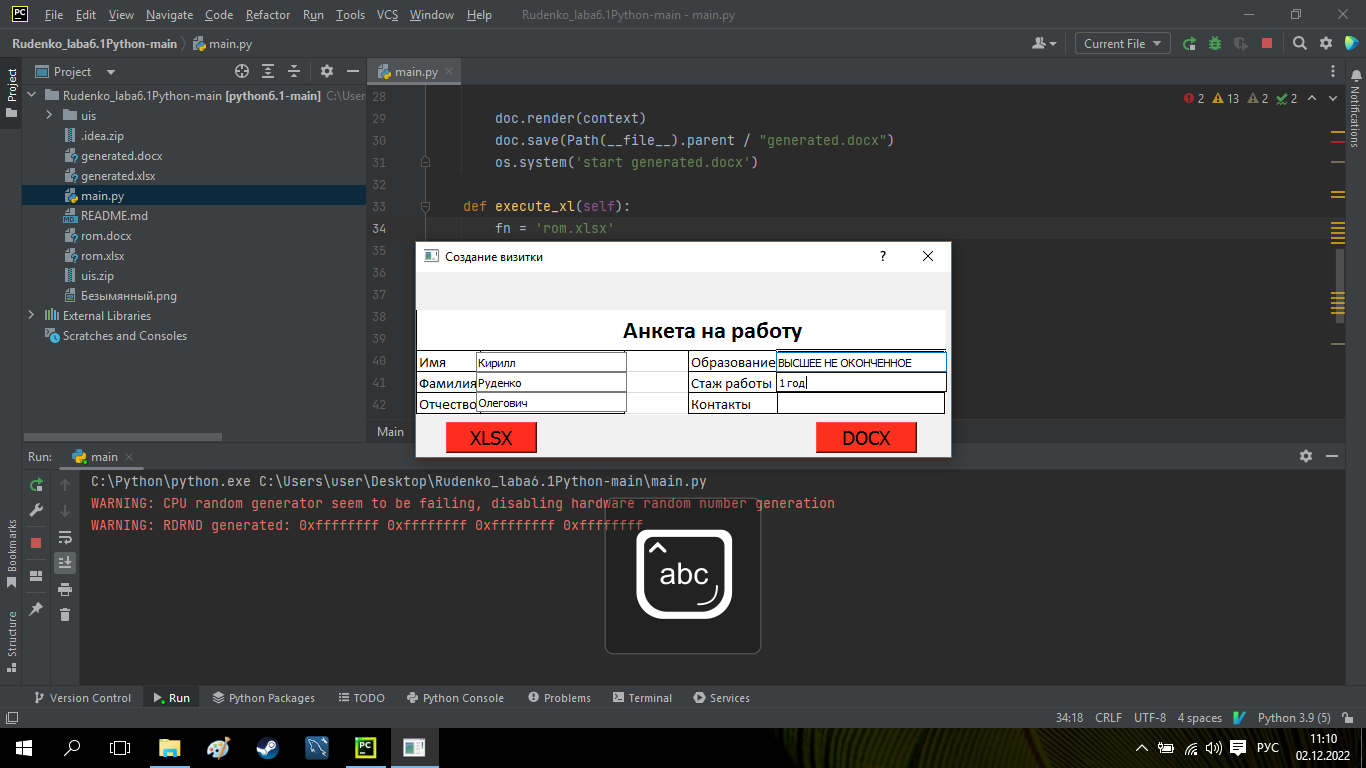 PC File Edit View Navigate Code Refactor Run Tools VCS Window Help Rudenko_laba6.1Python-main - main.py
Rudenko_laba6.1Python-main main.py Current File
Project main.py
Project
Notifications
Rudenko_laba6.1Python-main [python6.1-main] C:\User
uis
.idea.zip
generated.docx
generated.xlsx
main.py
README.md
rom.docx
rom.xlsx
uis.zip
Безымянный.png
External Libraries
Scratches and Consoles
2 13 2 2
28
29 doc.render(context)
30 doc.save(Path(__file__).parent / "generated.docx")
31 os.system('start generated.docx')
32
33 def execute_xl(self):
34 fn = 'rom.xlsx'
35
36
37
38
39
40
41
42
Main
Создание визитки ?
Анкета на работу
Имя Кирилл Образование ВЫСШЕЕ НЕ ОКОНЧЕННОЕ
Фамилия Руденко Стаж работы 1 год
Отчество Олегович Контакты
XLSX DOCX
Run: main
C:\Python\python.exe C:\Users\user\Desktop\Rudenko_laba6.1Python-main\main.py
WARNING: CPU random generator seem to be failing, disabling hardware random number generation
WARNING: RDRND generated: 0xffffffff 0xffffffff 0xffffffff 0xffffffff
abc
Bookmarks
Structure
Version Control Run Python Packages TODO Python Console Problems Terminal Services
34:18 CRLF UTF-8 4 spaces Python 3.9 (5)
PC РУС 11:10
02.12.2022